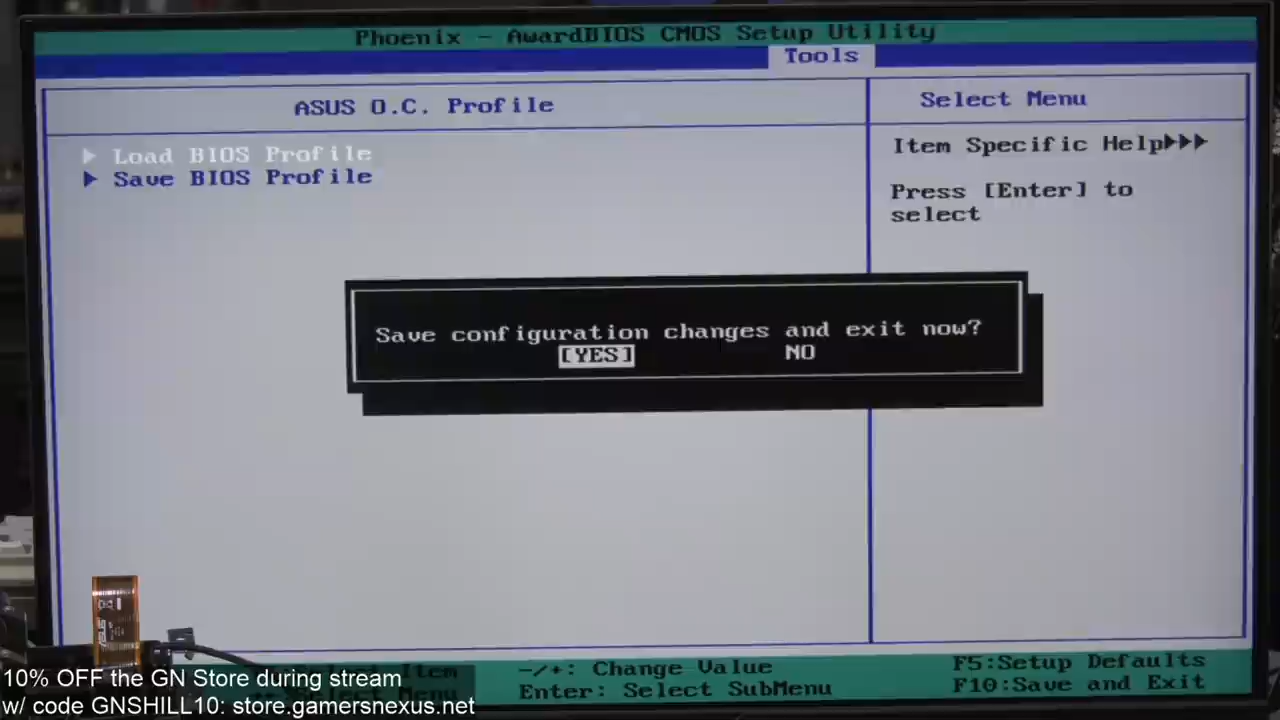 Phoenix - AwardBIOS CMOS Setup Utility
Tools
ASUS O.C. Profile
Select Menu
Load BIOS Profile
Save BIOS Profile
Item Specific Help
Press [Enter] to
select
Save configuration changes and exit now?
[YES] NO
-/+: Change Value
F5:Setup Defaults
Enter: Select SubMenu
F10:Save and Exit
ASUS
10% OFF the GN Store during stream
w/ code GNSHILL10: store.gamersnexus.net